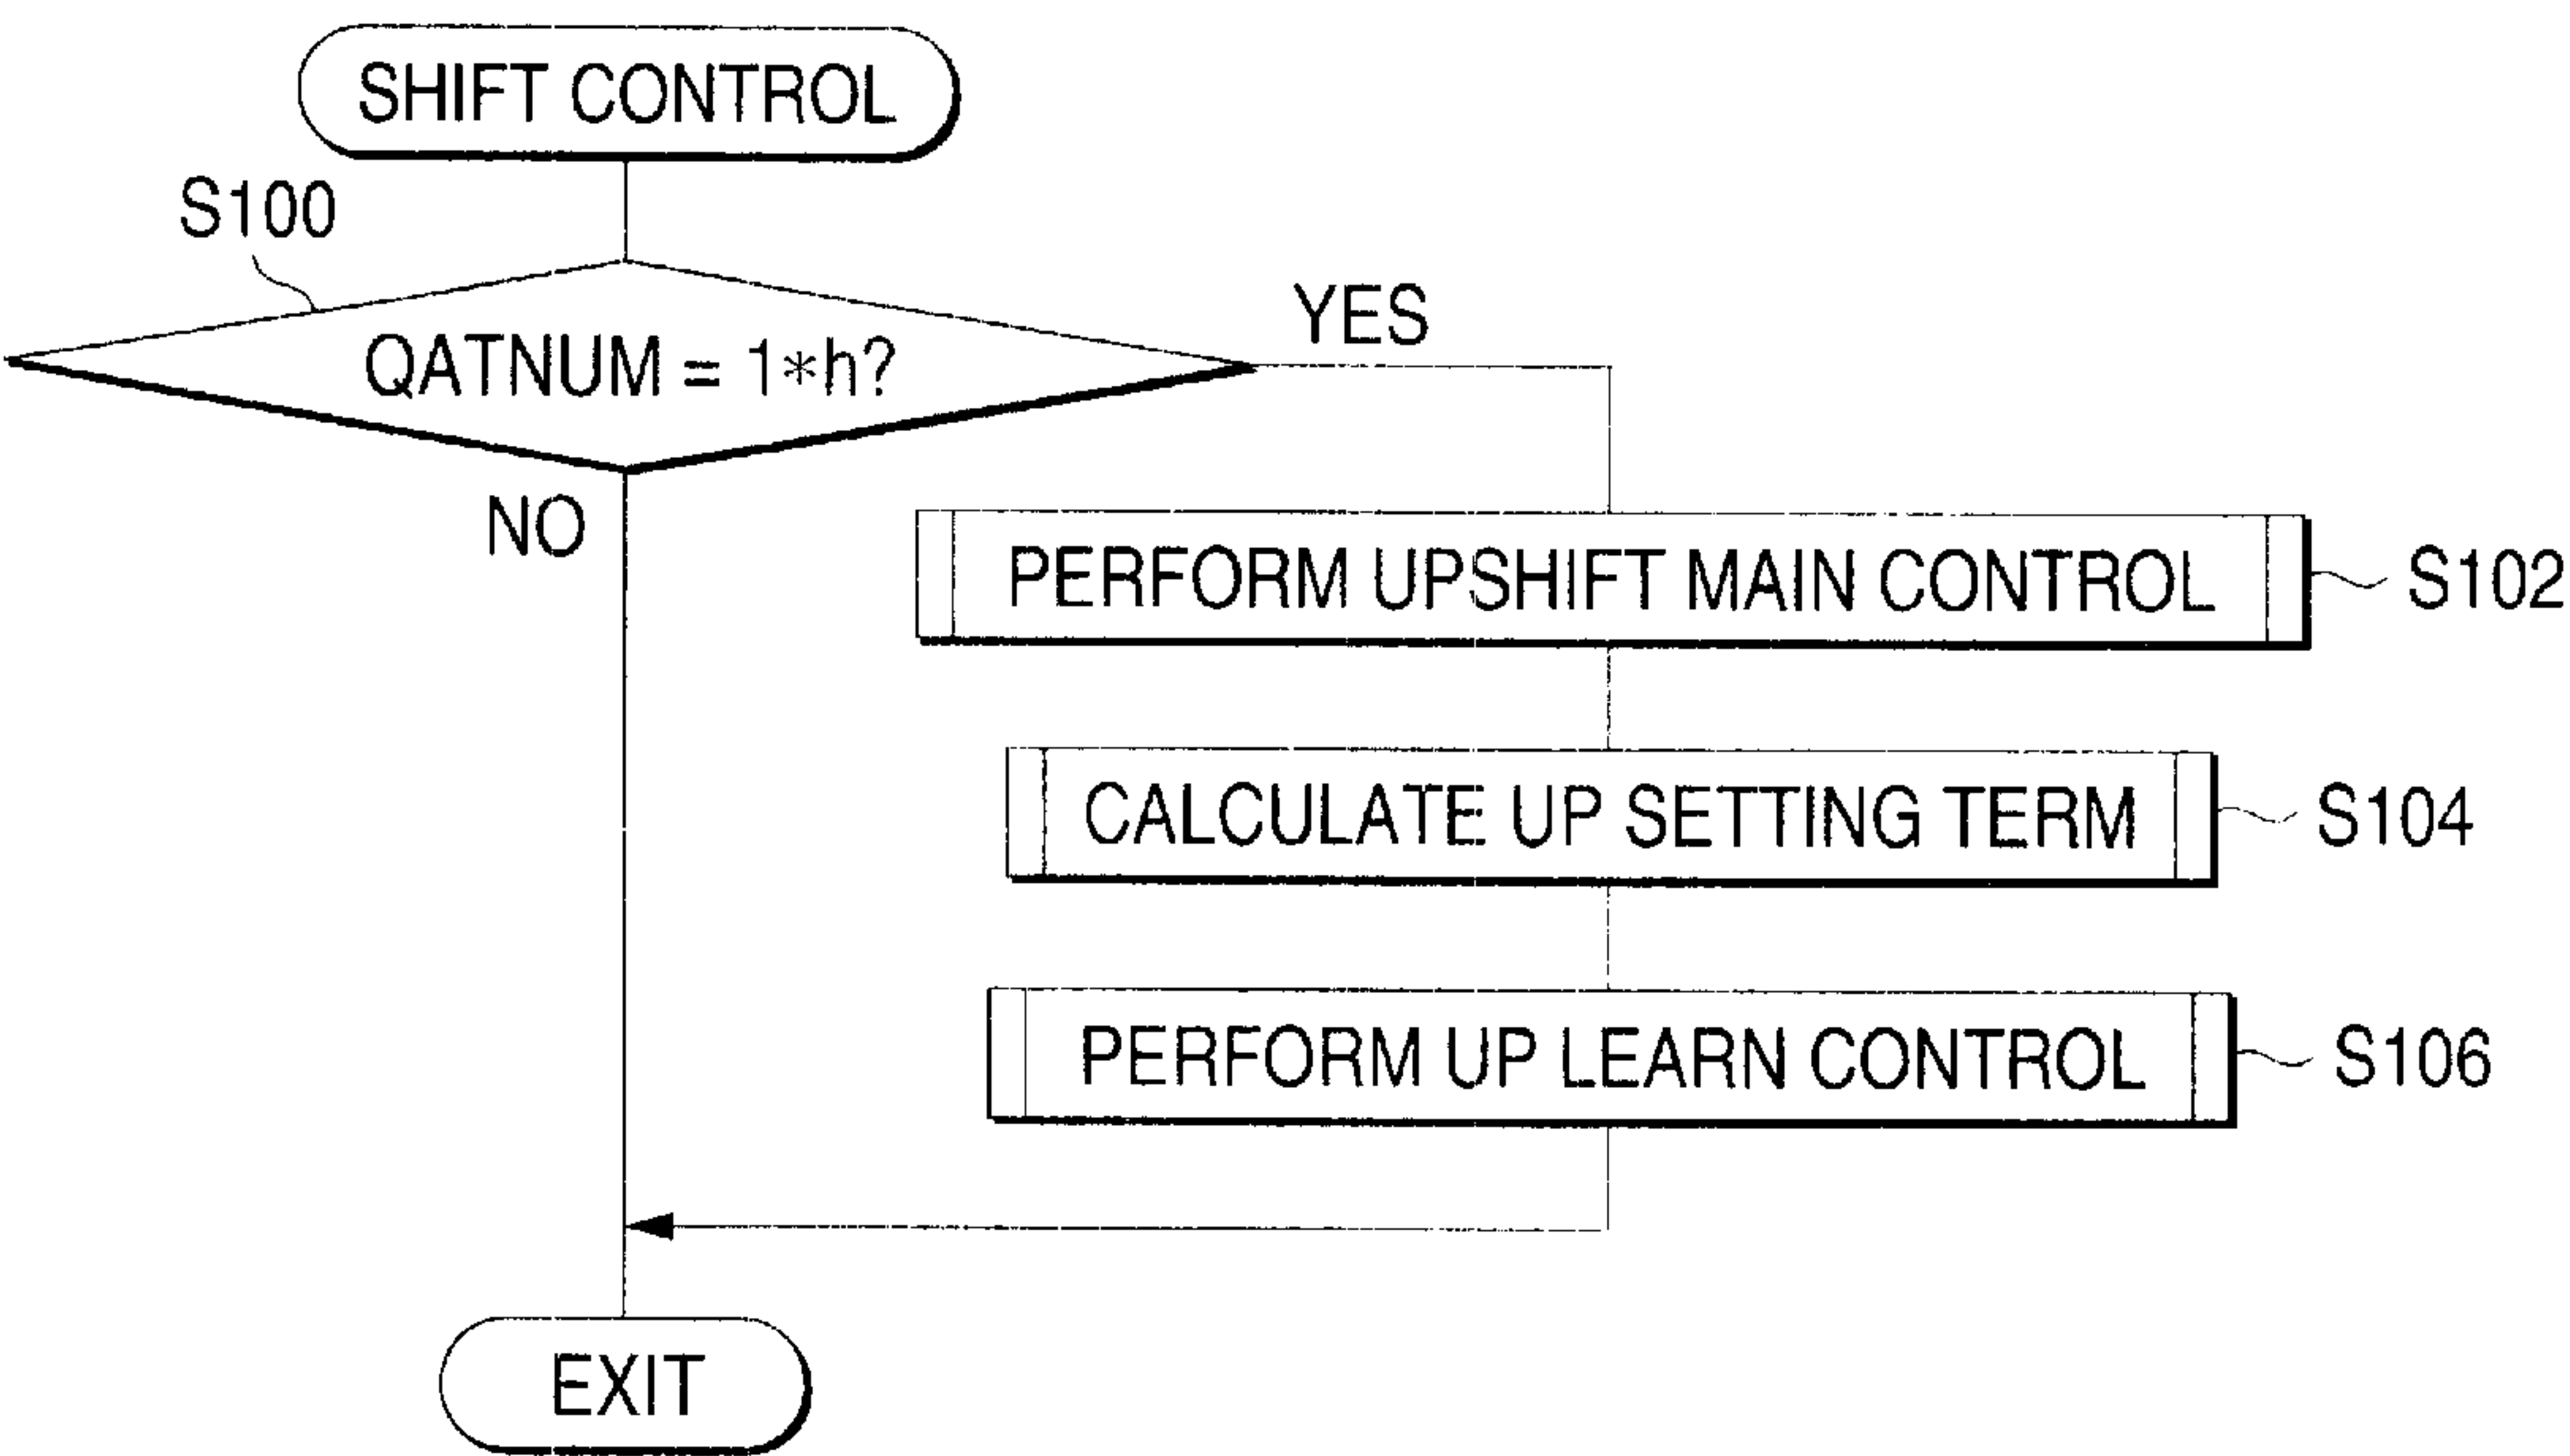 SHIFT CONTROL
S100
QATNUM = 1*h?
YES
NO
PERFORM UPSHIFT MAIN CONTROL
S102
CALCULATE UP SETTING TERM
S104
PERFORM UP LEARN CONTROL
S106
EXIT